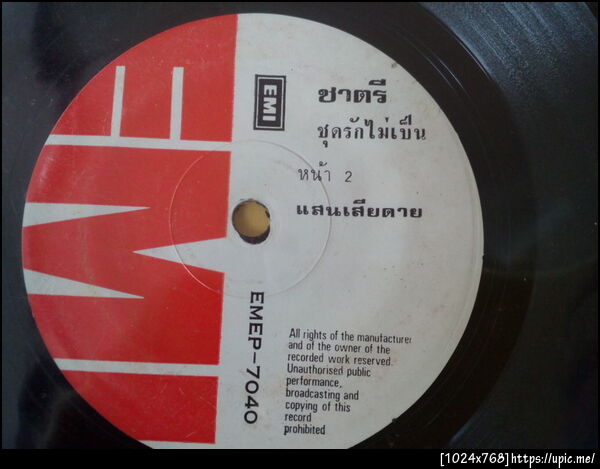 EMI
EMI
ชาตรี
ชุดรักไม่เป็น
หน้า 2
แสนเสียดาย
EMEP-7040
All rights of the manufacturer
and of the owner of the
recorded work reserved.
Unauthorised public
performance,
broadcasting and
copying of this
record
prohibited
[1024x768]https://upic.me/